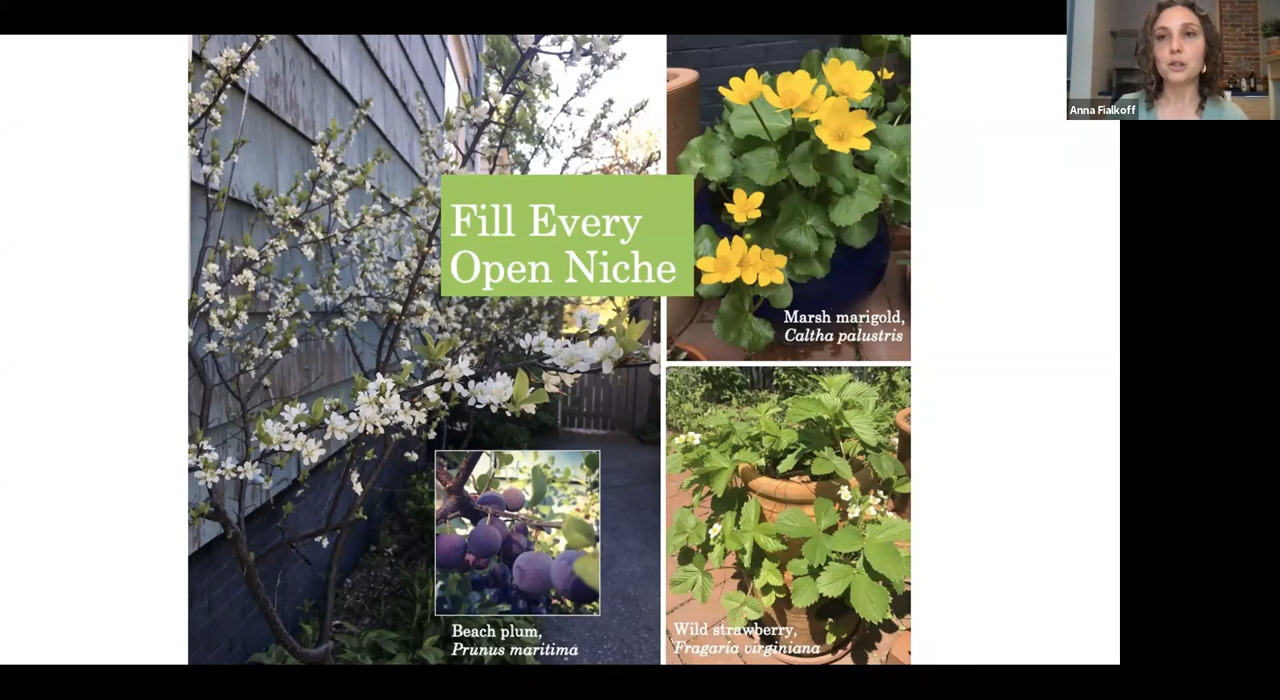 Anna Fialkoff
Fill Every
Open Niche
Marsh marigold,
Caltha palustris
Beach plum,
Prunus maritima
Wild strawberry,
Fragaria virginiana